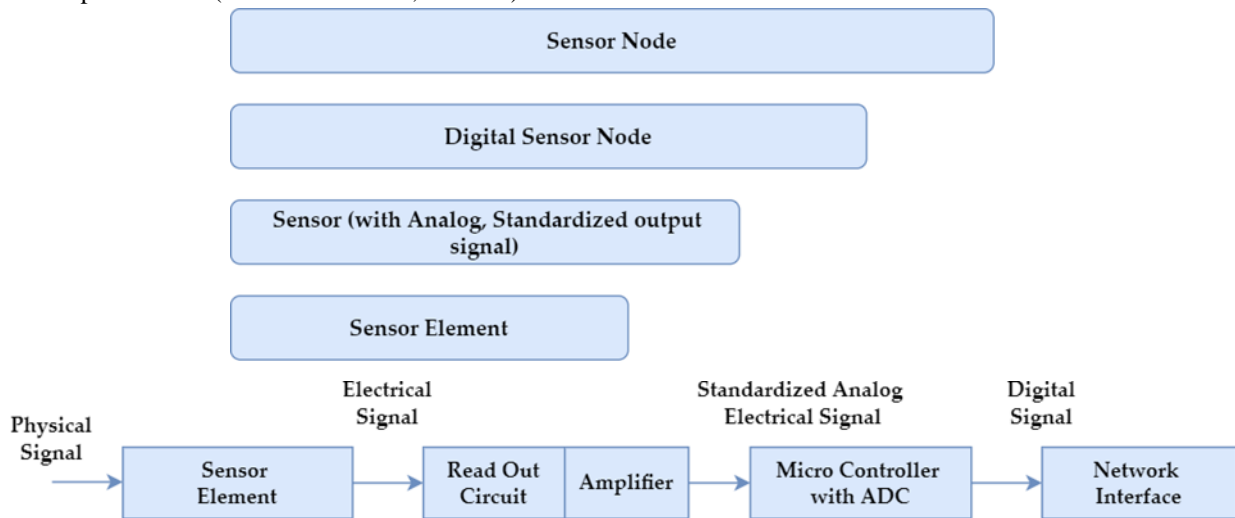 Sensor Node
Digital Sensor Node
Sensor (with Analog, Standardized output
signal)
Sensor Element
Electrical
Signal
Standardized Analog
Electrical Signal
Digital
Signal
Physical
Signal
Sensor
Element
Read Out
Circuit
Amplifier
Micro Controller
with ADC
Network
Interface